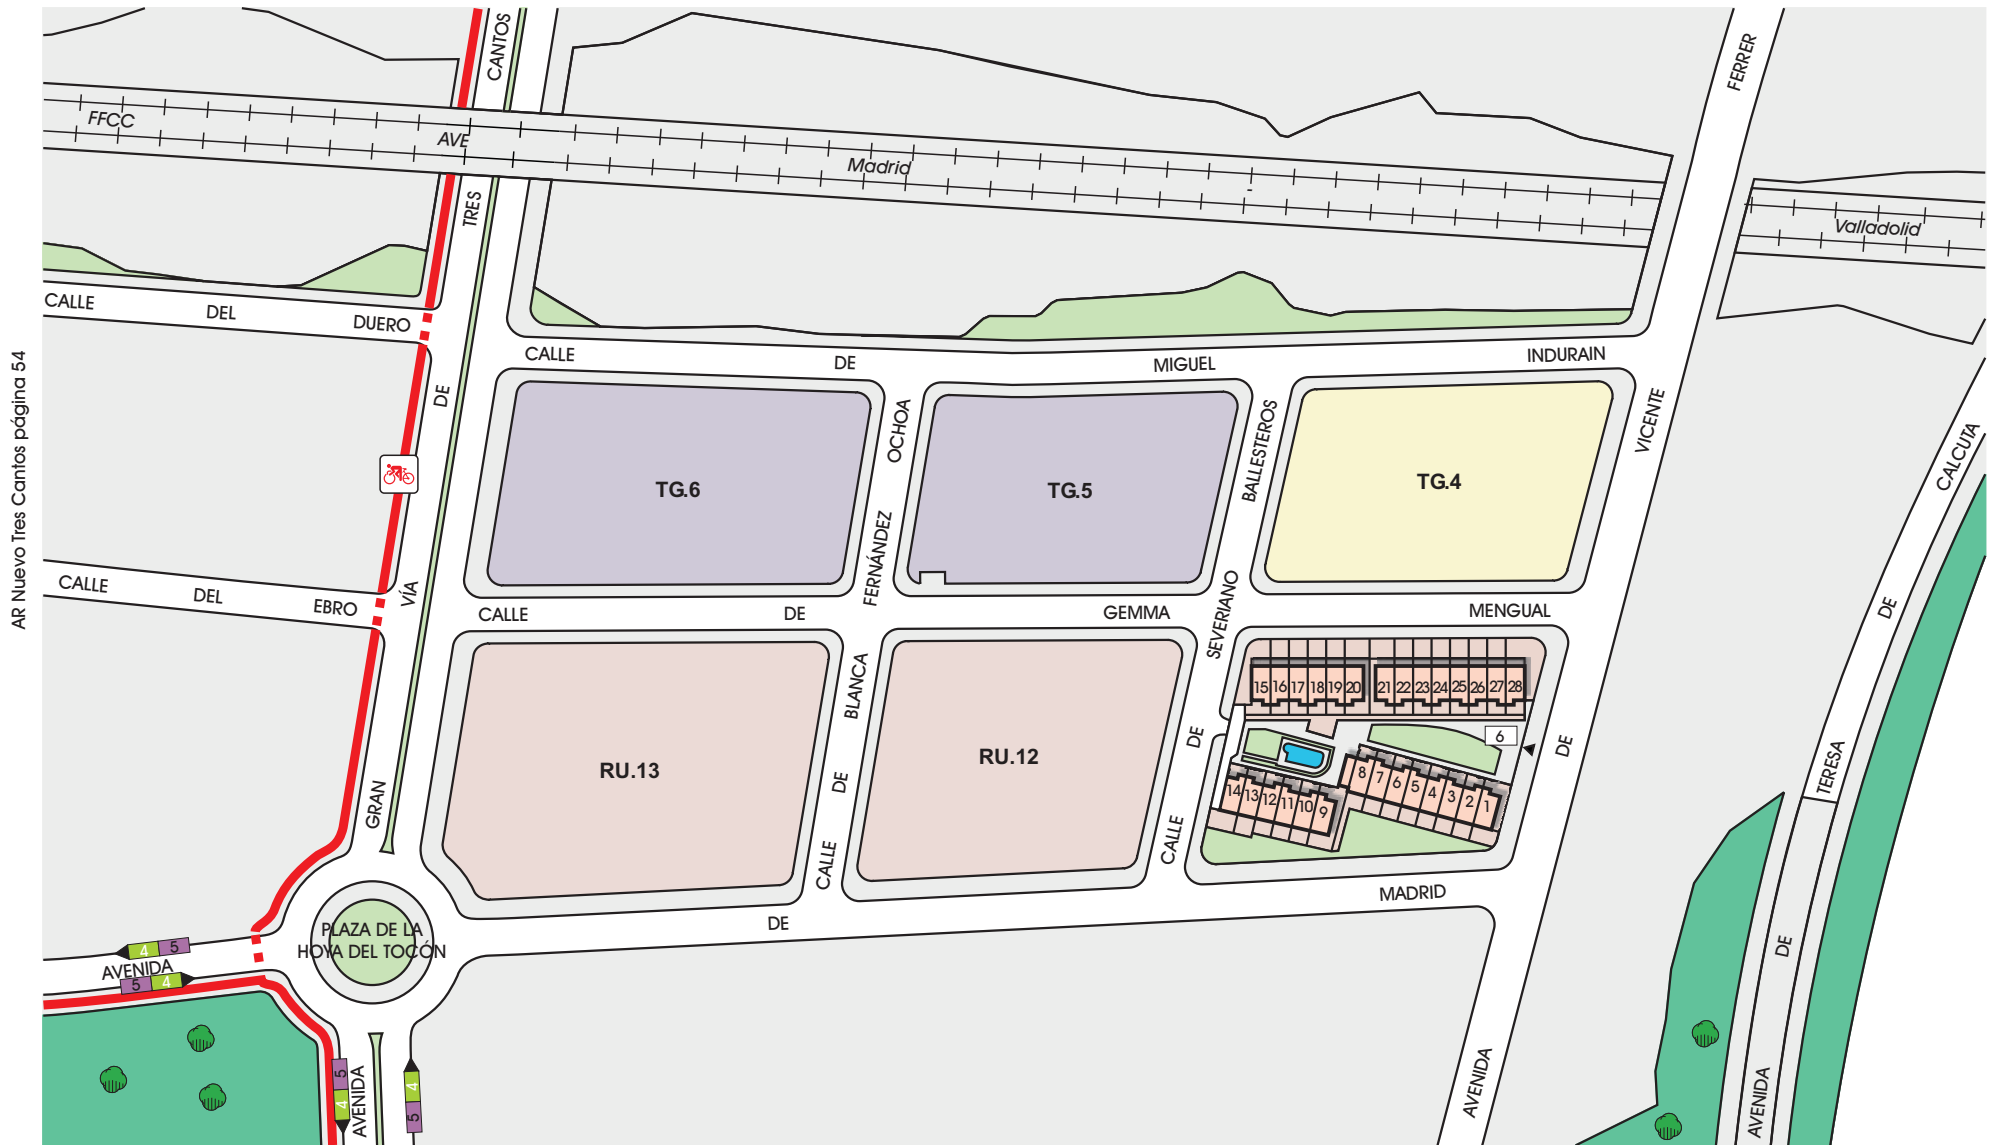 CANTOS
FERRER
FFCC
AVE
Madrid
-
Valladolid
TRES
CALLE DEL DUERO
CALLE DE MIGUEL INDURAIN
AR Nuevo Tres Cantos página 54
DE
OCHOA
BALLESTEROS
VICENTE
CALCUTA
TG.6
TG.5
TG.4
FERNÁNDEZ
CALLE DEL EBRO
VÍA
CALLE DE GEMMA MENGUAL
SEVERIANO
DE
BLANCA
15 16 17 18 19 20 21 22 23 24 25 26 27 28
DE
6
DE
TERESA
RU.13
RU.12
DE
8 7 6 5 4 3 2 1
14 13 12 11 10 9
GRAN
CALLE
CALLE
MADRID
DE
PLAZA DE LA
HOYA DEL TOCÓN
4 5
AVENIDA
5 4
DE
5 4
AVENIDA
4 5
AVENIDA
AVENIDA